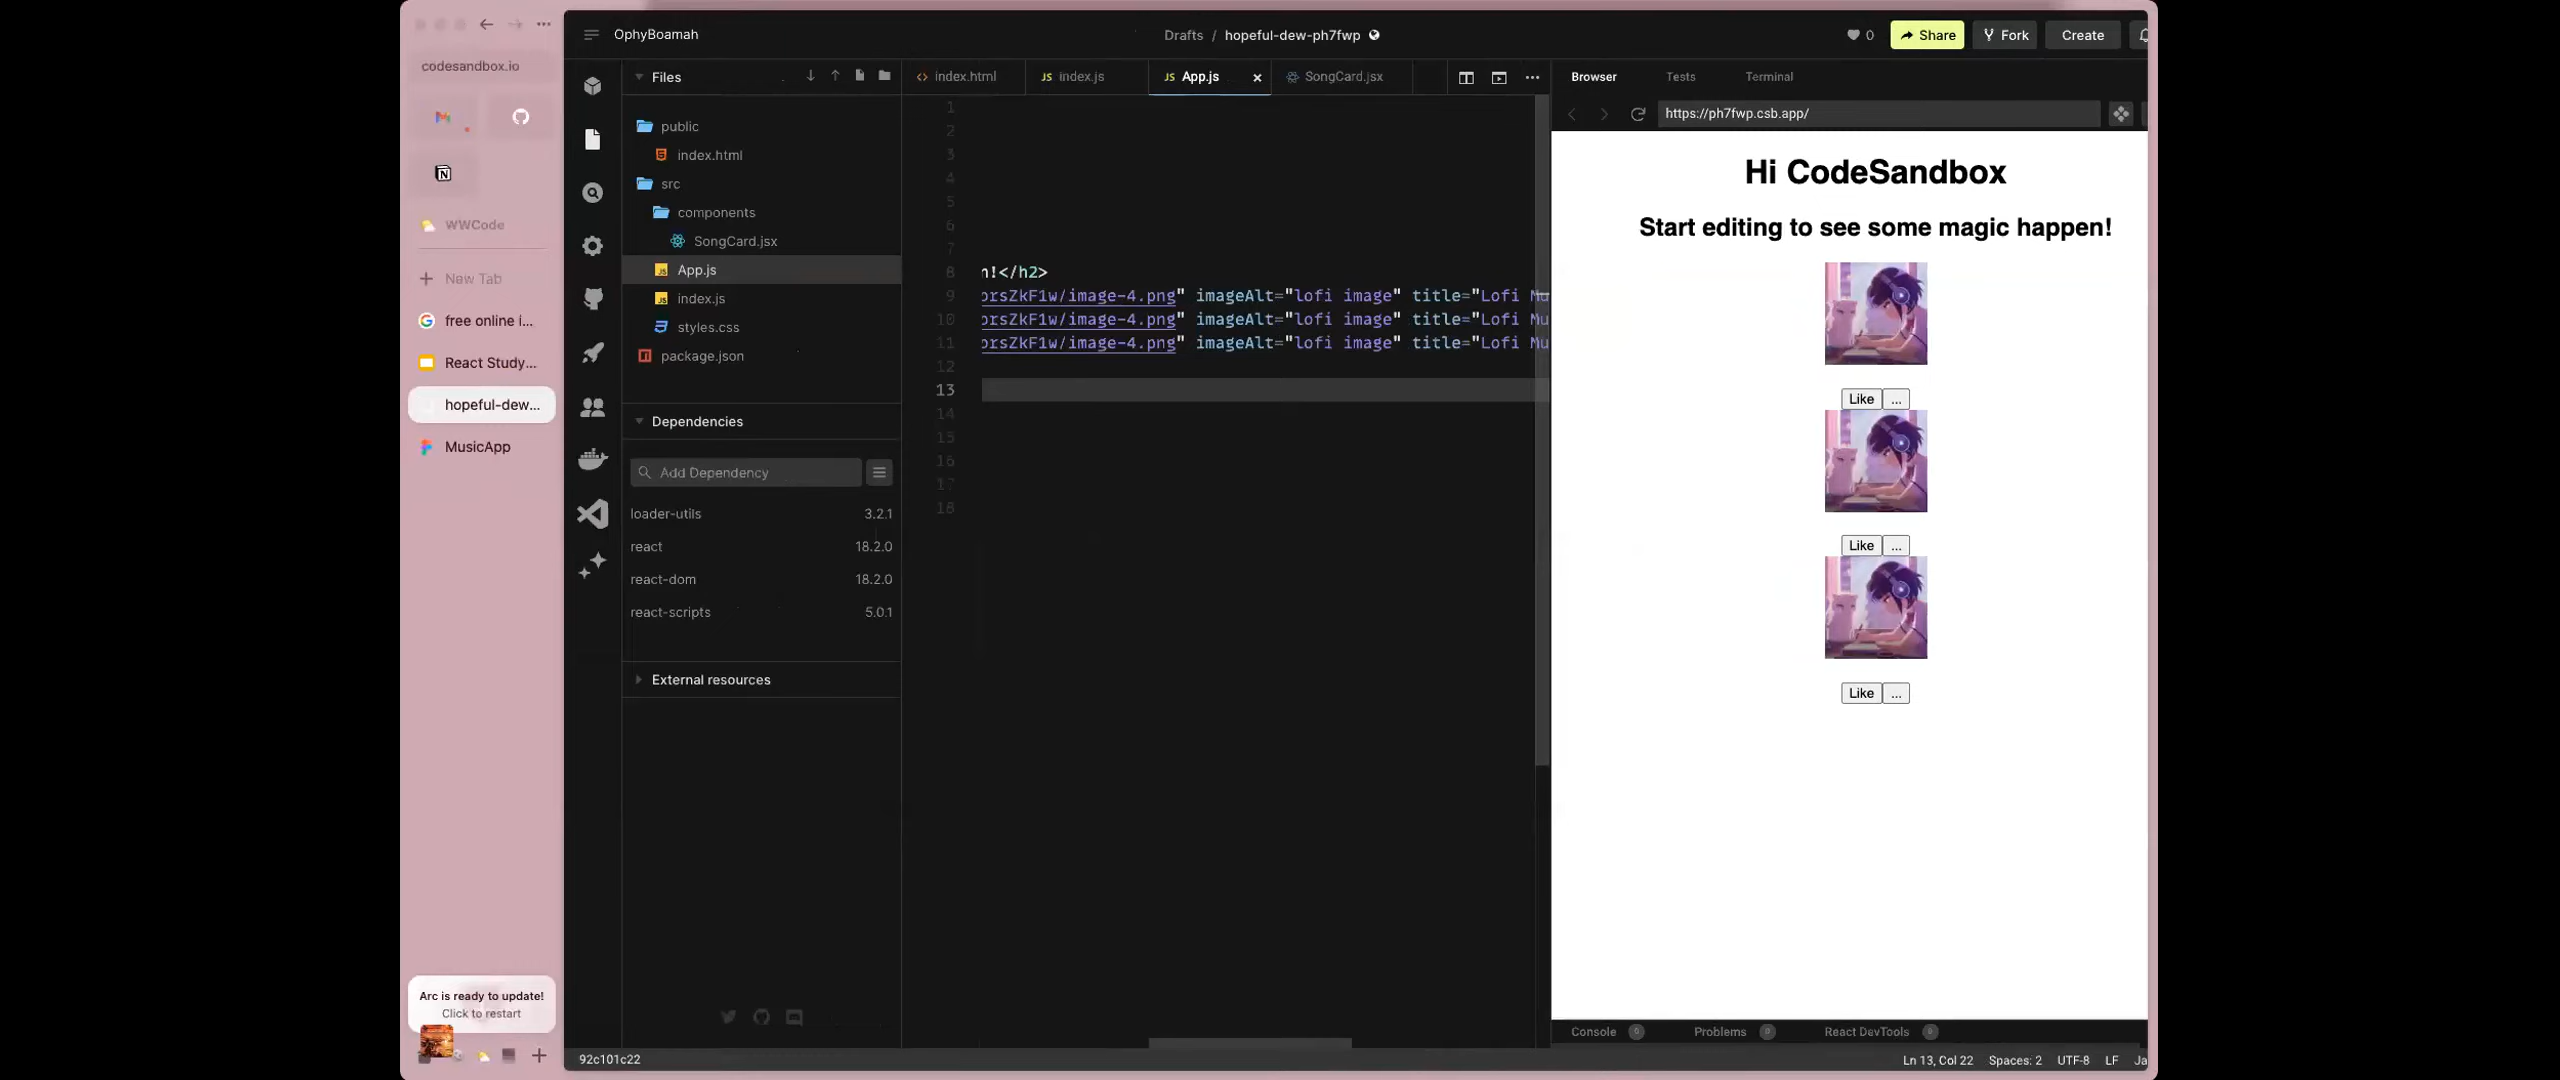 codesandbox.io
WWCode
New Tab
free online i...
React Study...
hopeful-dew...
MusicApp
Arc is ready to update!
Click to restart
OphyBoamah
Drafts / hopeful-dew-ph7fwp
0
Share
Fork
Create
Files
public
index.html
src
components
SongCard.jsx
App.js
index.js
styles.css
package.json
Dependencies
Add Dependency
loader-utils 3.2.1
react 18.2.0
react-dom 18.2.0
react-scripts 5.0.1
External resources
index.html
index.js
App.js
SongCard.jsx
1
2
3
4
5
6
7
8 n!</h2>
9 orsZkF1w/image-4.png" imageAlt="lofi image" title="Lofi Mu
10 orsZkF1w/image-4.png" imageAlt="lofi image" title="Lofi Mu
11 orsZkF1w/image-4.png" imageAlt="lofi image" title="Lofi Mu
12
13
14
15
16
17
18
Browser Tests Terminal
https://ph7fwp.csb.app/
Hi CodeSandbox
Start editing to see some magic happen!
Like ...
Like ...
Like ...
Console 0 Problems 0 React DevTools 0
92c101c22
Ln 13, Col 22 Spaces: 2 UTF-8 LF Ja